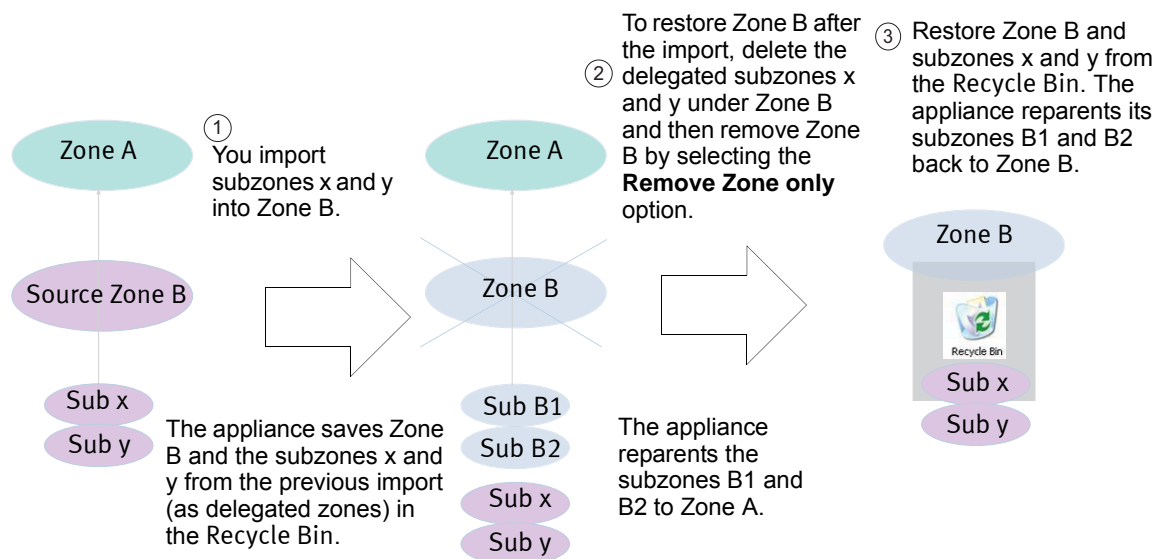 Zone A
Source Zone B
Sub x
Sub y
1
You import
subzones x and y
into Zone B.
The appliance saves Zone
B and the subzones x and
y from the previous import
(as delegated zones) in
the Recycle Bin.
Zone A
Zone B
Sub B1
Sub B2
Sub x
Sub y
2
To restore Zone B after
the import, delete the
delegated subzones x
and y under Zone B
and then remove Zone
B by selecting the
Remove Zone only
option.
The appliance
reparents the
subzones B1 and
B2 to Zone A.
3
Restore Zone B and
subzones x and y from
the Recycle Bin. The
appliance reparents its
subzones B1 and B2
back to Zone B.
Zone B
Recycle Bin
Sub x
Sub y